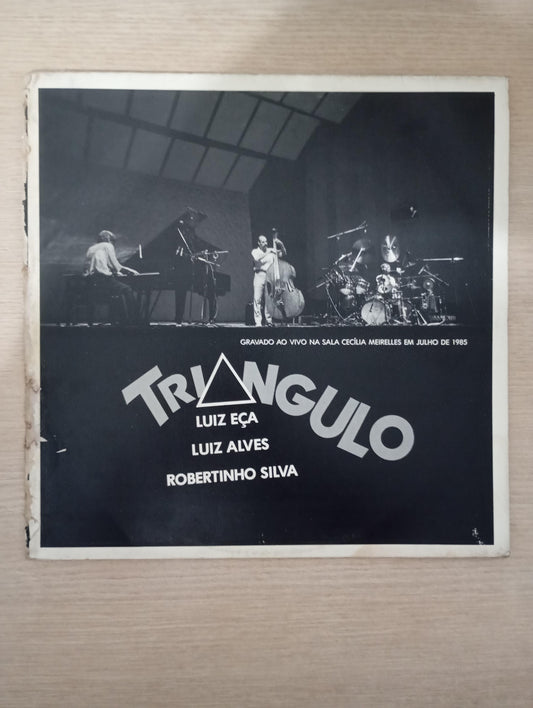 GRAVADO AO VIVO NA SALA CECÍLIA MEIRELLES EM JULHO DE 1985
TRIANGULO
LUIZ EÇA
LUIZ ALVES
ROBERTINHO SILVA